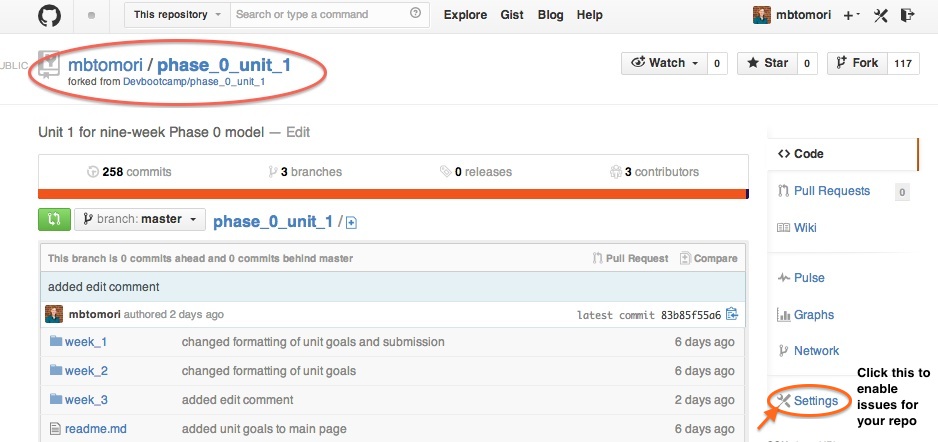 This repository
Search or type a command
Explore Gist Blog Help
mbtomori
PUBLIC
mbtomori / phase_0_unit_1
forked from Devbootcamp/phase_0_unit_1
Watch 0
Star 0
Fork 117
Unit 1 for nine-week Phase 0 model — Edit
258 commits
3 branches
0 releases
3 contributors
branch: master
phase_0_unit_1 /
This branch is 0 commits ahead and 0 commits behind master
Pull Request
Compare
added edit comment
mbtomori authored 2 days ago
latest commit 83b85f55a6
week_1 changed formatting of unit goals and submission 6 days ago
week_2 changed formatting of unit goals 6 days ago
week_3 added edit comment 2 days ago
readme.md added unit goals to main page 6 days ago
Code
Pull Requests 0
Wiki
Pulse
Graphs
Network
Settings
Click this to
enable
issues for
your repo